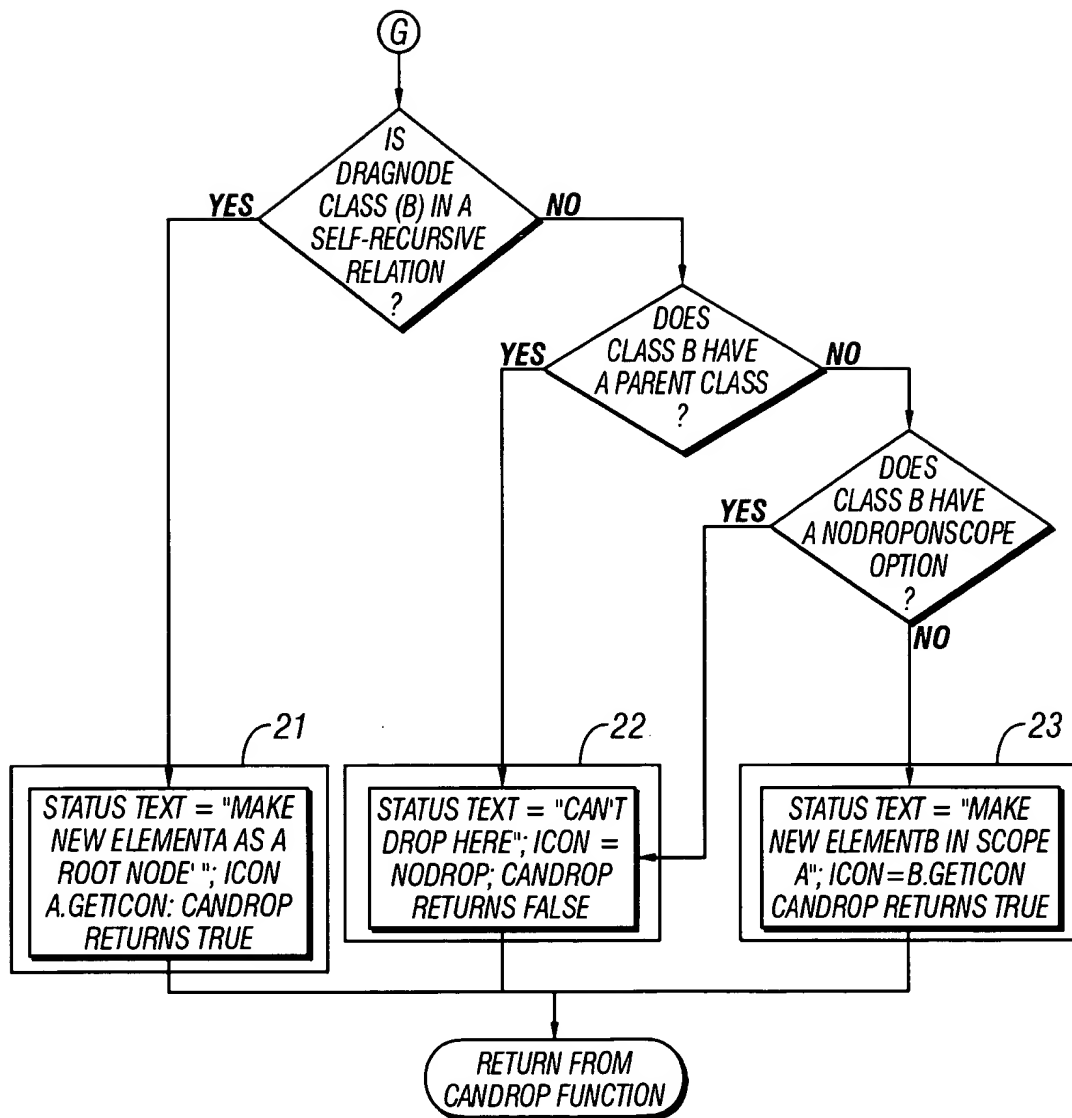 G
IS
DRAGNODE
CLASS (B) IN A
SELF-RECURSIVE
RELATION
?
YES
NO
DOES
CLASS B HAVE
A PARENT CLASS
?
YES
NO
DOES
CLASS B HAVE
A NODROPONSCOPE
OPTION
?
YES
NO
21
STATUS TEXT = "MAKE
NEW ELEMENTA AS A
ROOT NODE' "; ICON
A.GETICON: CANDROP
RETURNS TRUE
22
STATUS TEXT = "CAN'T
DROP HERE"; ICON =
NODROP; CANDROP
RETURNS FALSE
23
STATUS TEXT = "MAKE
NEW ELEMENTB IN SCOPE
A"; ICON=B.GETICON
CANDROP RETURNS TRUE
RETURN FROM
CANDROP FUNCTION